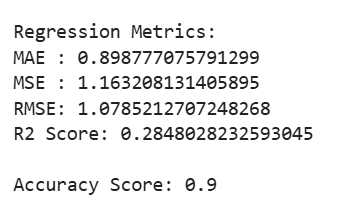 Regression Metrics:
MAE : 0.898777075791299
MSE : 1.163208131405895
RMSE: 1.0785212707248268
R2 Score: 0.2848028232593045
Accuracy Score: 0.9